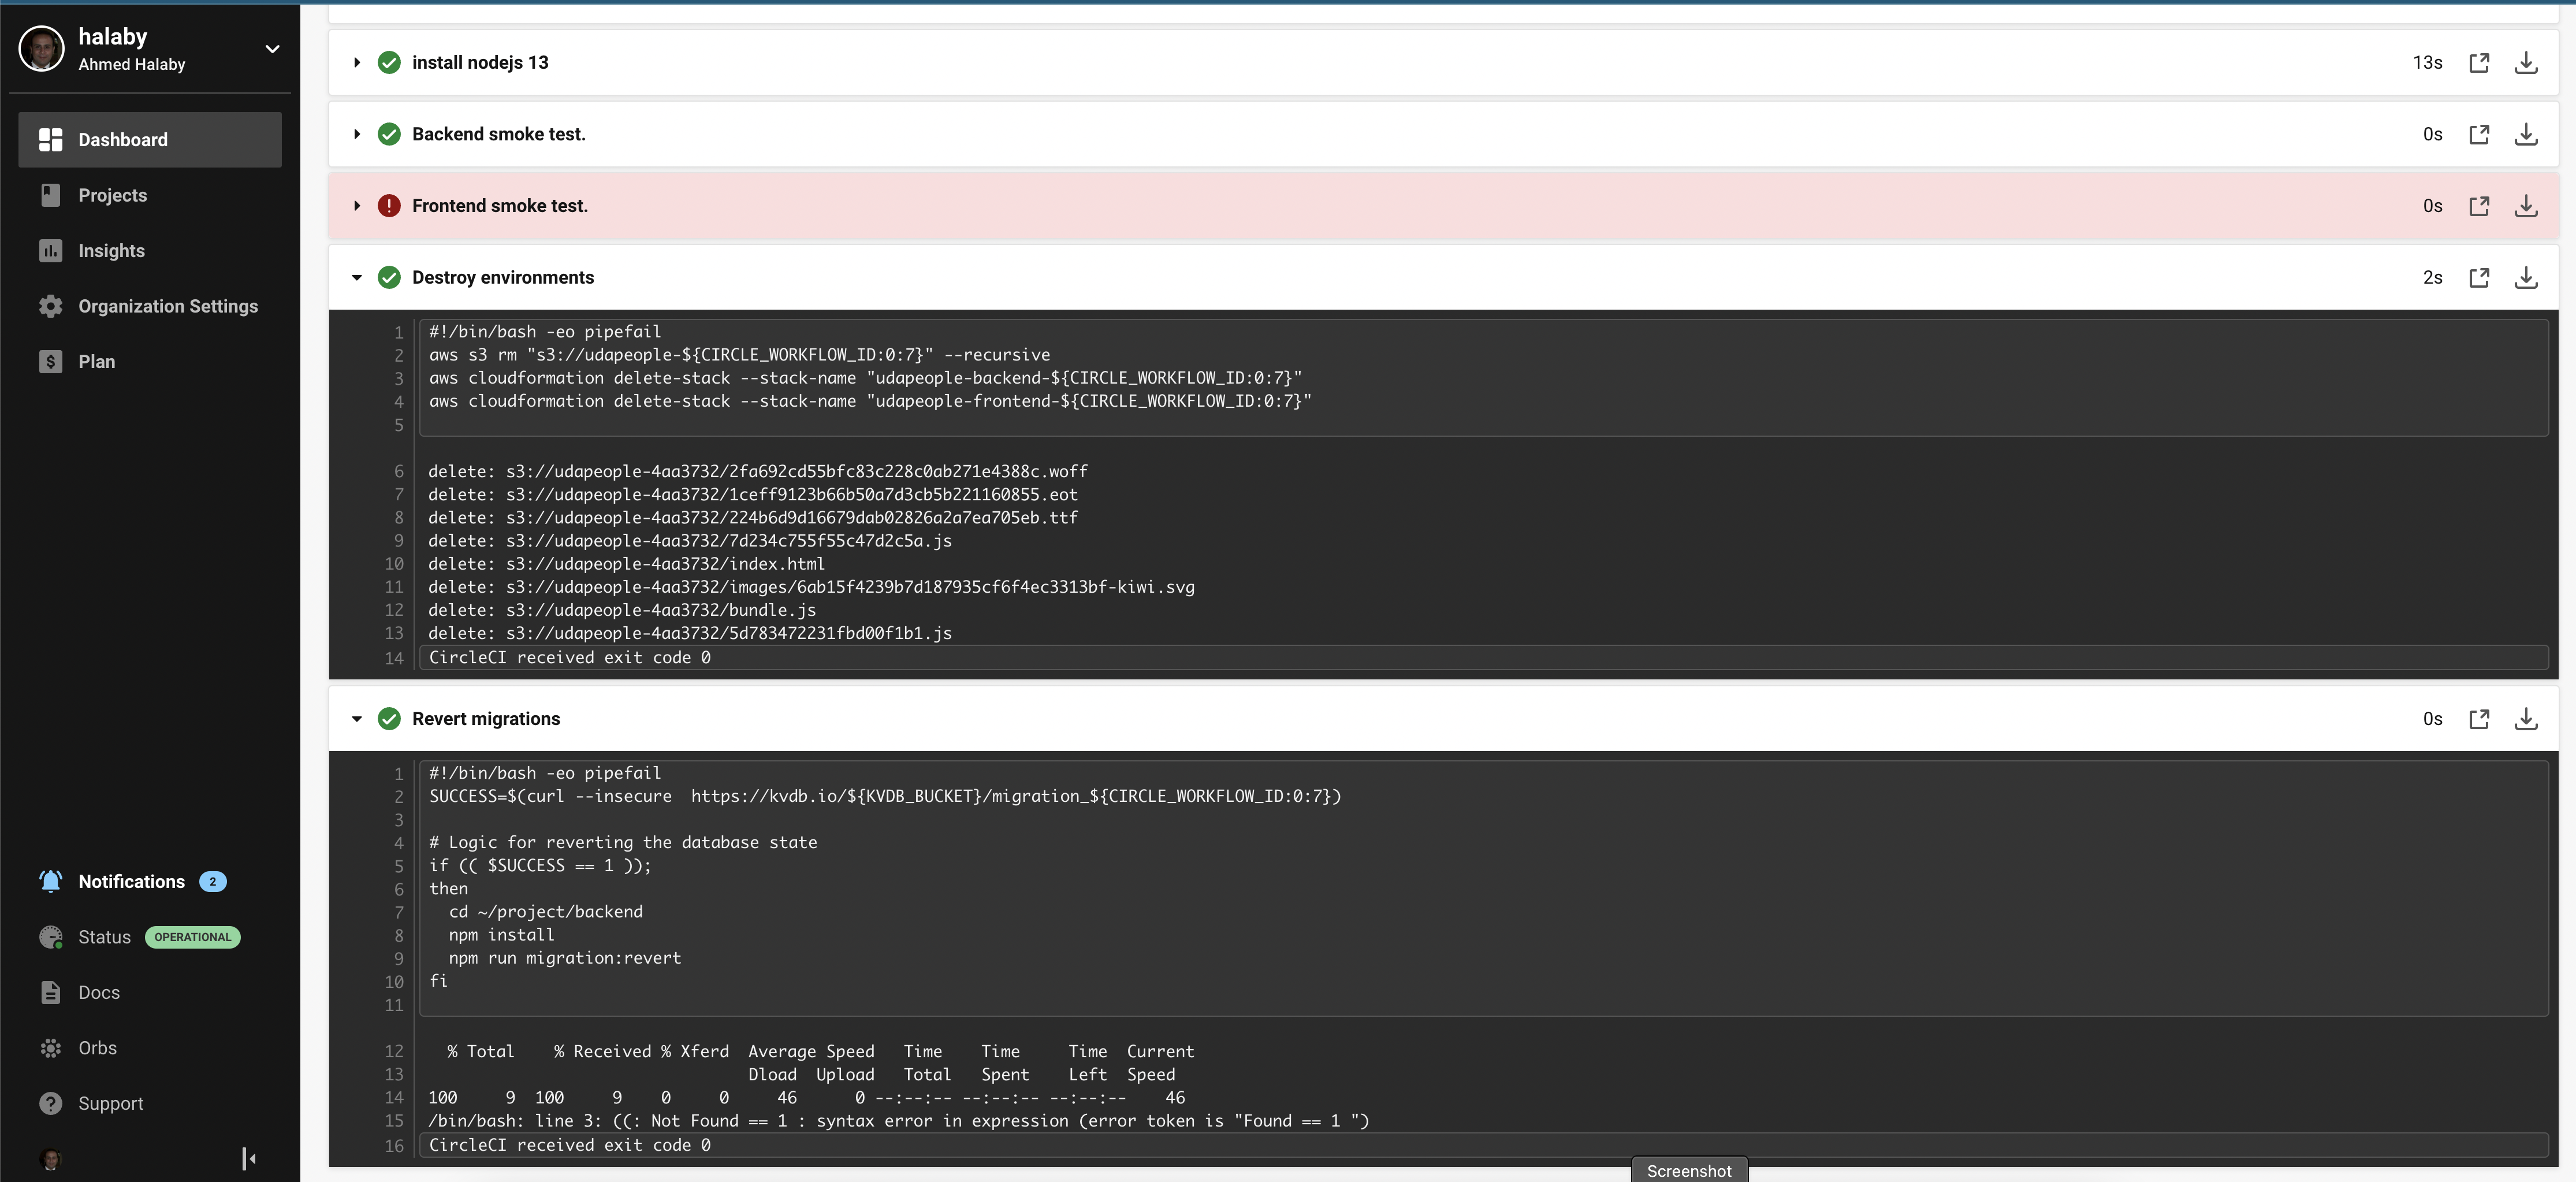 halaby
Ahmed Halaby
Dashboard
Projects
Insights
Organization Settings
Plan
Notifications 2
Status OPERATIONAL
Docs
Orbs
Support
install nodejs 13 13s
Backend smoke test. 0s
Frontend smoke test. 0s
Destroy environments 2s
1 #!/bin/bash -eo pipefail
2 aws s3 rm "s3://udapeople-${CIRCLE_WORKFLOW_ID:0:7}" --recursive
3 aws cloudformation delete-stack --stack-name "udapeople-backend-${CIRCLE_WORKFLOW_ID:0:7}"
4 aws cloudformation delete-stack --stack-name "udapeople-frontend-${CIRCLE_WORKFLOW_ID:0:7}"
5
6 delete: s3://udapeople-4aa3732/2fa692cd55bfc83c228c0ab271e4388c.woff
7 delete: s3://udapeople-4aa3732/1ceff9123b66b50a7d3cb5b221160855.eot
8 delete: s3://udapeople-4aa3732/224b6d9d16679dab02826a2a7ea705eb.ttf
9 delete: s3://udapeople-4aa3732/7d234c755f55c47d2c5a.js
10 delete: s3://udapeople-4aa3732/index.html
11 delete: s3://udapeople-4aa3732/images/6ab15f4239b7d187935cf6f4ec3313bf-kiwi.svg
12 delete: s3://udapeople-4aa3732/bundle.js
13 delete: s3://udapeople-4aa3732/5d783472231fbd00f1b1.js
14 CircleCI received exit code 0
Revert migrations 0s
1 #!/bin/bash -eo pipefail
2 SUCCESS=$(curl --insecure  https://kvdb.io/${KVDB_BUCKET}/migration_${CIRCLE_WORKFLOW_ID:0:7})
3
4 # Logic for reverting the database state
5 if (( $SUCCESS == 1 ));
6 then
7   cd ~/project/backend
8   npm install
9   npm run migration:revert
10 fi
11
12   % Total    % Received % Xferd  Average Speed   Time    Time     Time  Current
13                                  Dload  Upload   Total   Spent    Left  Speed
14 100     9  100     9    0     0     46      0 --:--:-- --:--:-- --:--:--    46
15 /bin/bash: line 3: ((: Not Found == 1 : syntax error in expression (error token is "Found == 1 ")
16 CircleCI received exit code 0
Screenshot